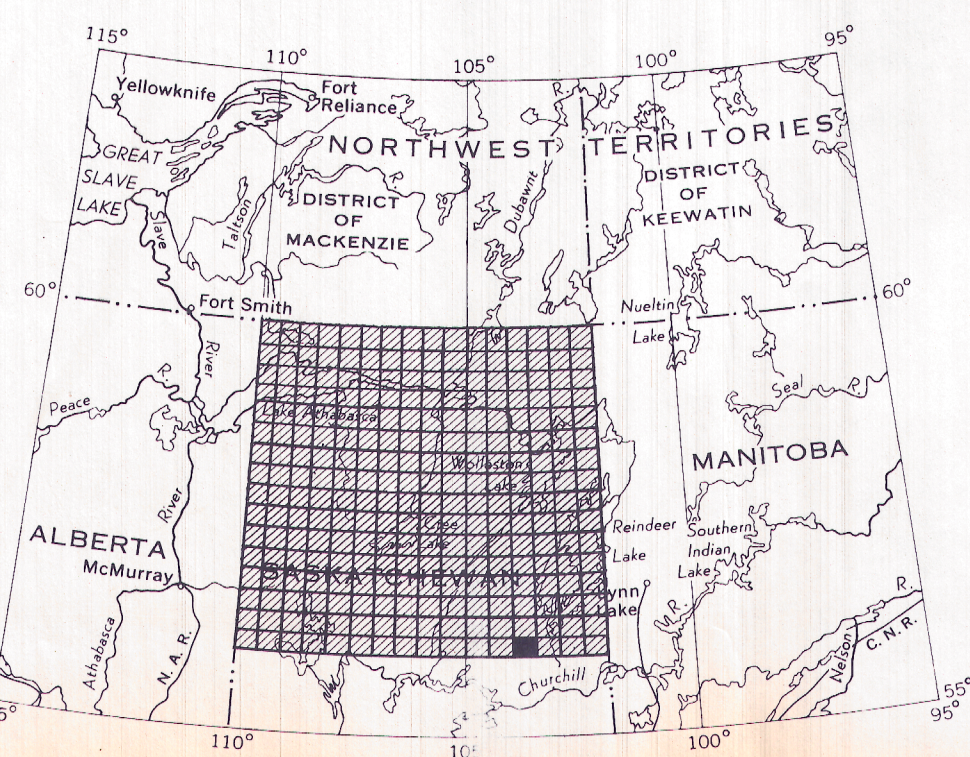 115°
110°
105°
100°
95°
Yellowknife
Fort
Reliance
R.
NORTHWEST TERRITORIES
GREAT
SLAVE
LAKE
Slave
Taltson
R.
DISTRICT
OF
MACKENZIE
Dubawnt
DISTRICT
OF
KEEWATIN
60°
Fort Smith
Nueltin
Lake
60°
River
R.
Peace
Lake Athabasca
Seal R.
Wollaston
Lake
MANITOBA
River
Cree
Lake
Reindeer
Lake
Southern
Indian
Lake
ALBERTA
McMurray
SASKATCHEWAN
Lynn
Lake
R.
R.
Athabasca
N. A. R.
Churchill
Nelson
C. N. R.
55°
95°
110°
100°